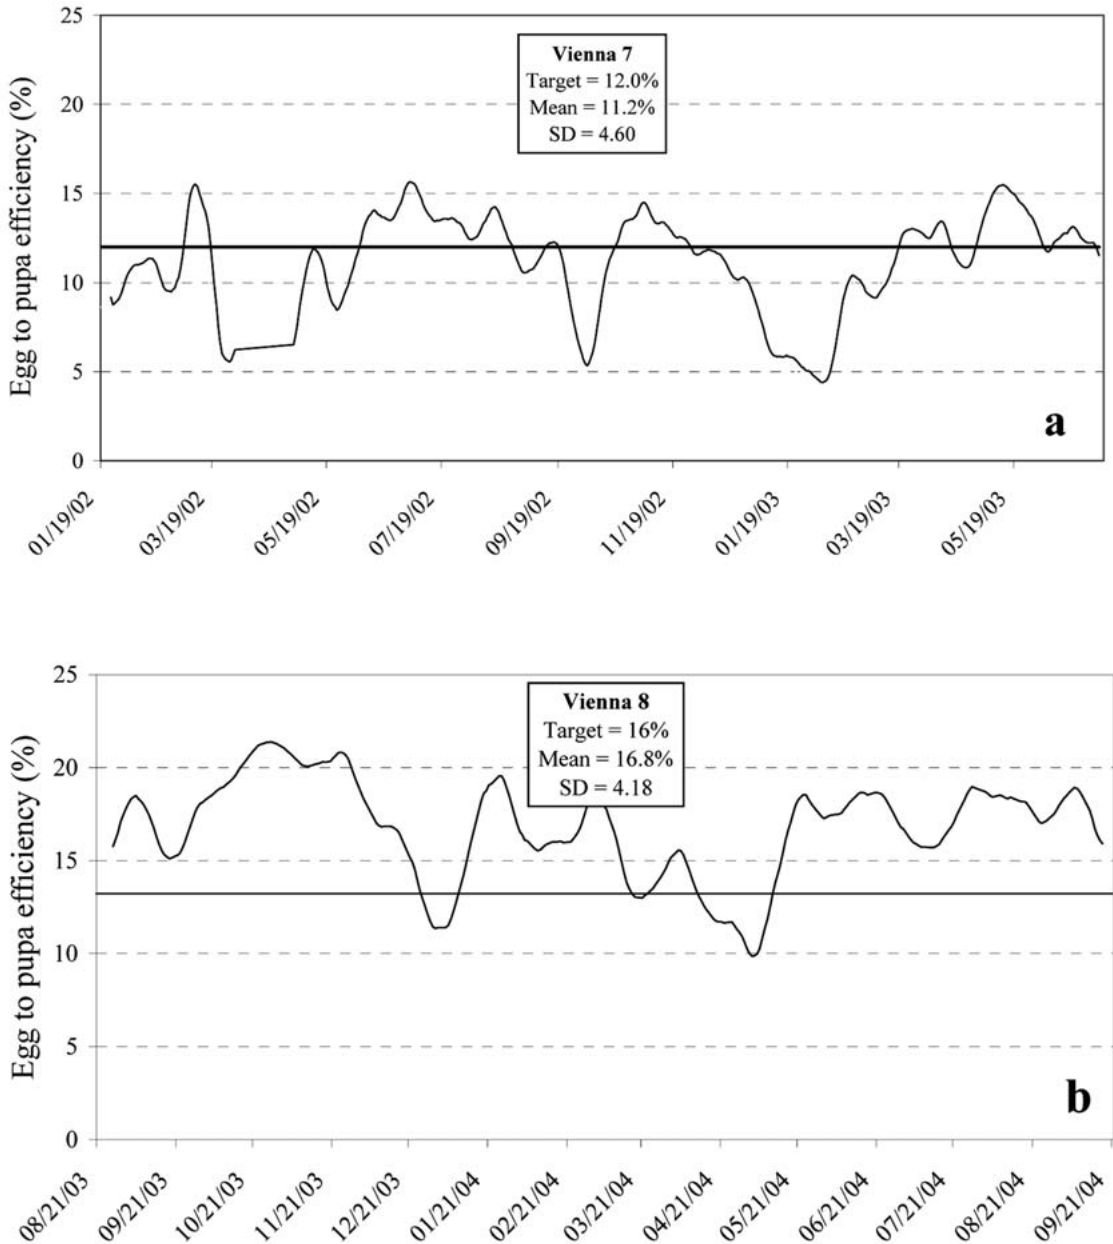 25
20
15
10
5
0
Egg to pupa efficiency (%)
Vienna 7
Target = 12.0%
Mean = 11.2%
SD = 4.60
a
01/19/02
03/19/02
05/19/02
07/19/02
09/19/02
11/19/02
01/19/03
03/19/03
05/19/03
25
20
15
10
5
0
Egg to pupa efficiency (%)
Vienna 8
Target = 16%
Mean = 16.8%
SD = 4.18
b
08/21/03
09/21/03
10/21/03
11/21/03
12/21/03
01/21/04
02/21/04
03/21/04
04/21/04
05/21/04
06/21/04
07/21/04
08/21/04
09/21/04